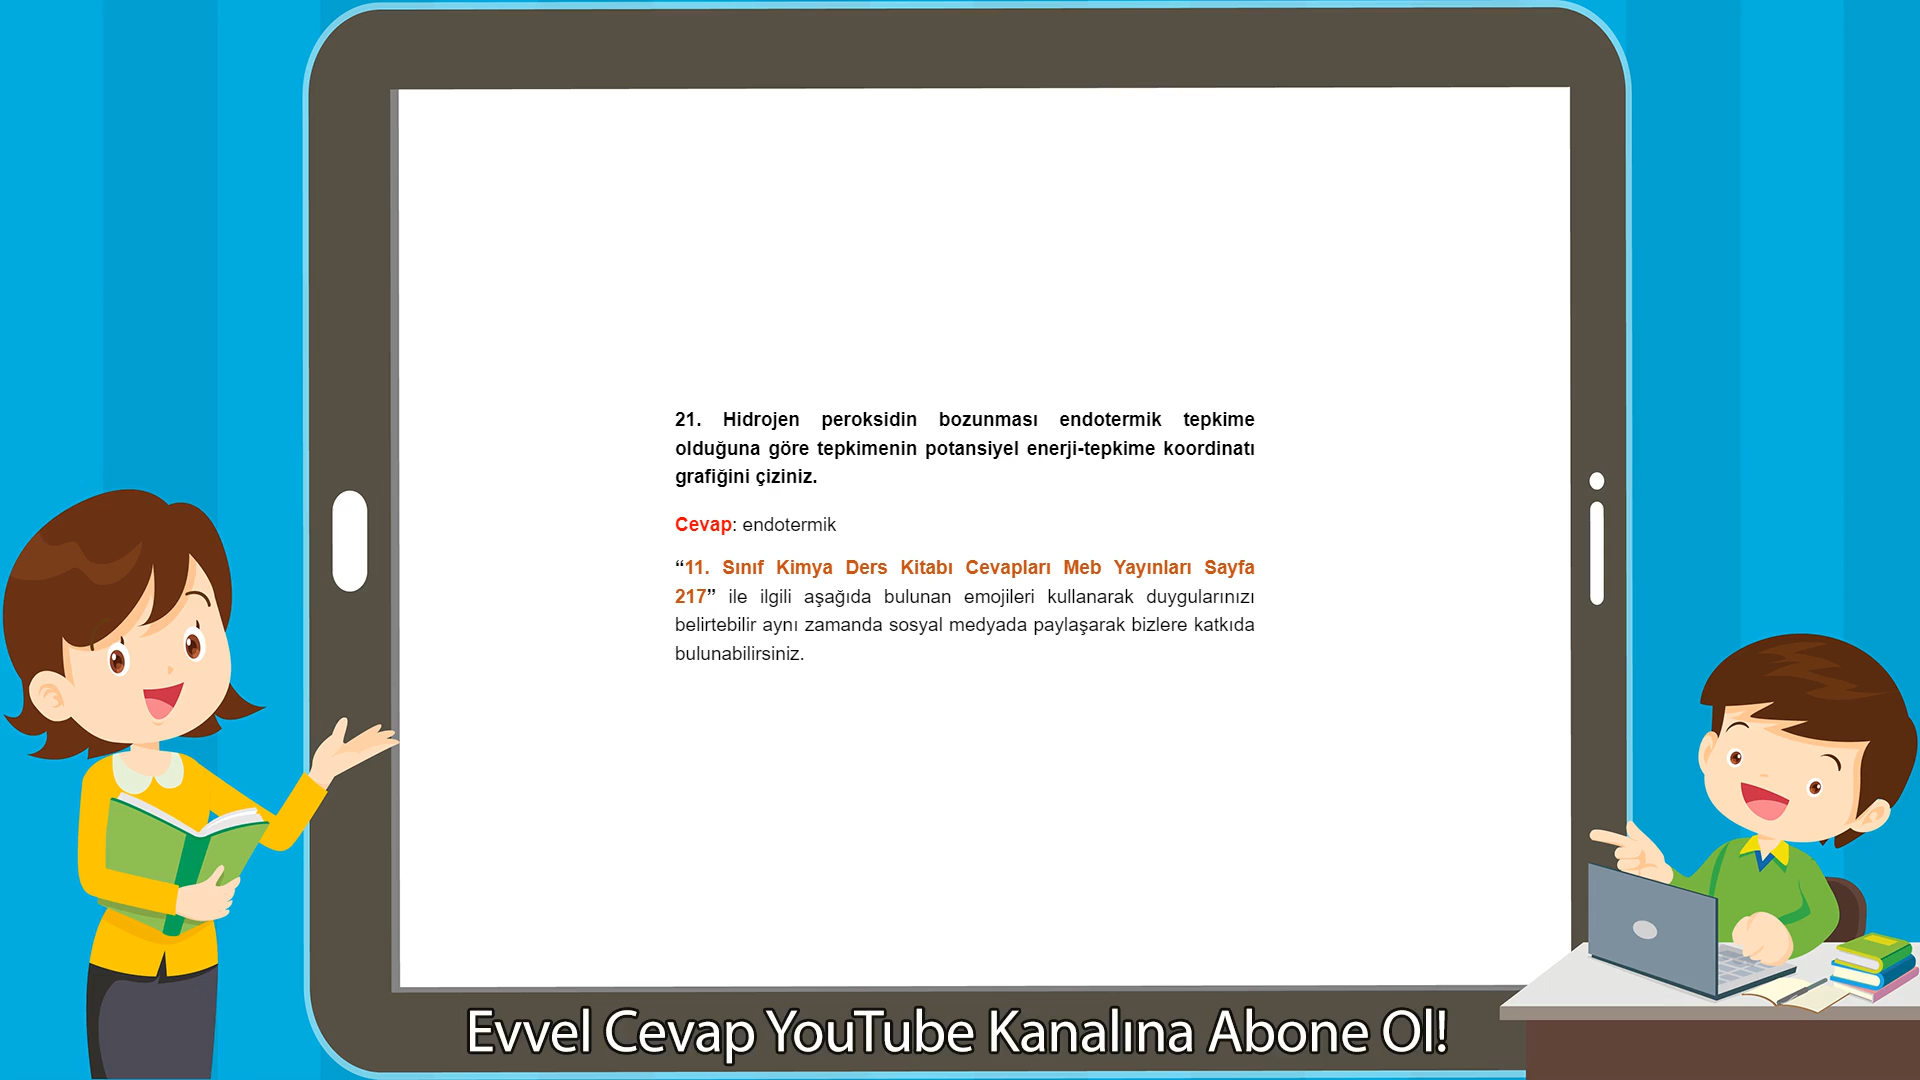 21. Hidrojen peroksidin bozunması endotermik tepkime
olduğuna göre tepkimenin potansiyel enerji-tepkime koordinatı
grafiğini çiziniz.
Cevap: endotermik
“11. Sınıf Kimya Ders Kitabı Cevapları Meb Yayınları Sayfa
217” ile ilgili aşağıda bulunan emojileri kullanarak duygularınızı
belirtebilir aynı zamanda sosyal medyada paylaşarak bizlere katkıda
bulunabilirsiniz.
Evvel Cevap YouTube Kanalına Abone Ol!